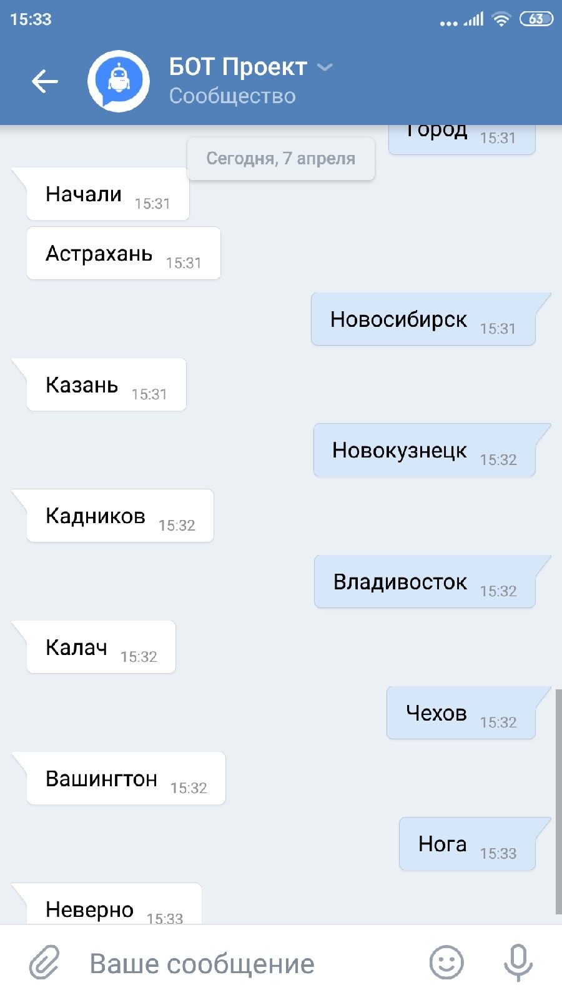 15:33
63
БОТ Проект
Сообщество
Город 15:31
Сегодня, 7 апреля
Начали 15:31
Астрахань 15:31
Новосибирск 15:31
Казань 15:31
Новокузнецк 15:32
Кадников 15:32
Владивосток 15:32
Калач 15:32
Чехов 15:32
Вашингтон 15:32
Нога 15:33
Неверно 15:33
Ваше сообщение